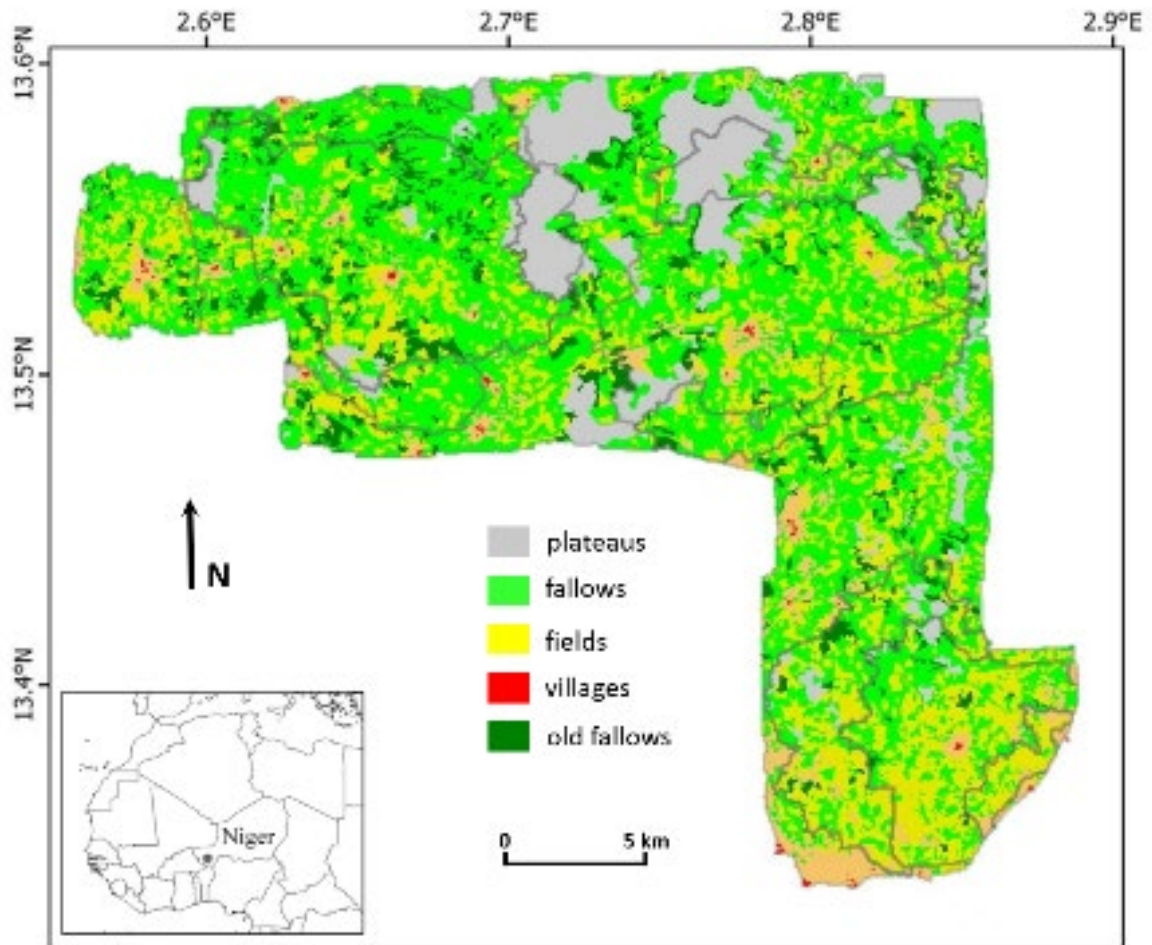 2.6°E 2.7°E 2.8°E 2.9°E
13.6°N
13.5°N
13.4°N
N
plateaus
fallows
fields
villages
old fallows
Niger
0 5 km